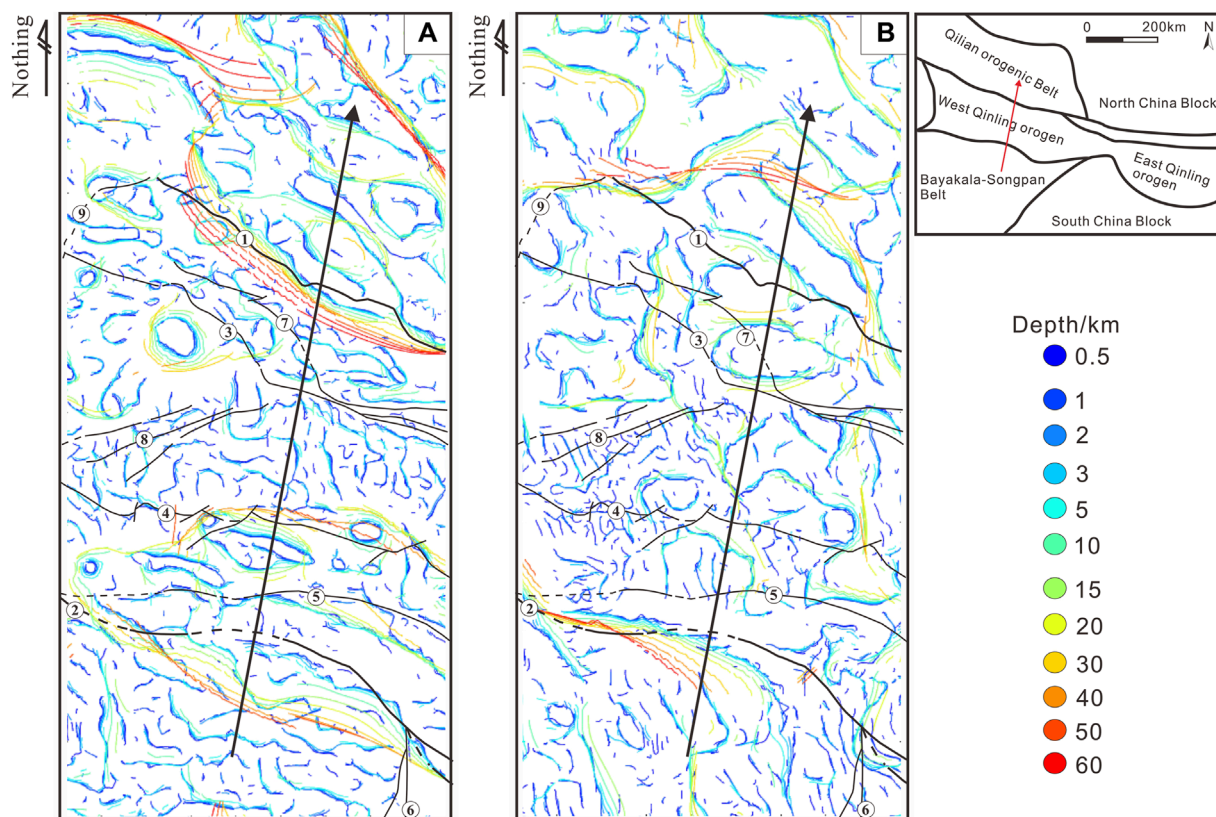 Nothing
A
9
1
3
7
8
4
5
2
6
Nothing
B
9
1
3
7
8
4
5
2
6
0 200km N
Qilian orogenic Belt
North China Block
West Qinling orogen
East Qinling
orogen
Bayakala-Songpan
Belt
South China Block
Depth/km
0.5
1
2
3
5
10
15
20
30
40
50
60